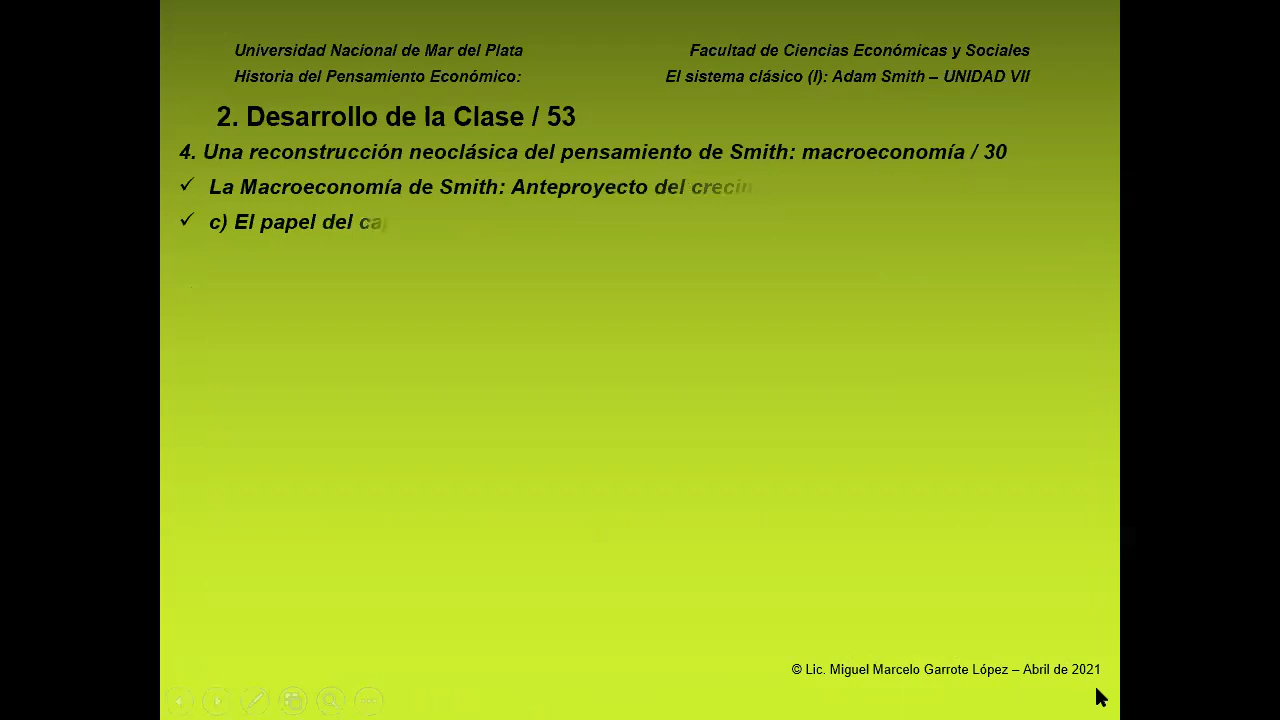 Universidad Nacional de Mar del Plata Facultad de Ciencias Económicas y Sociales
Historia del Pensamiento Económico: El sistema clásico (I): Adam Smith – UNIDAD VII
2. Desarrollo de la Clase / 53
4. Una reconstrucción neoclásica del pensamiento de Smith: macroeconomía / 30
✓ La Macroeconomía de Smith: Anteproyecto del
✓ c) El papel del
© Lic. Miguel Marcelo Garrote López – Abril de 2021